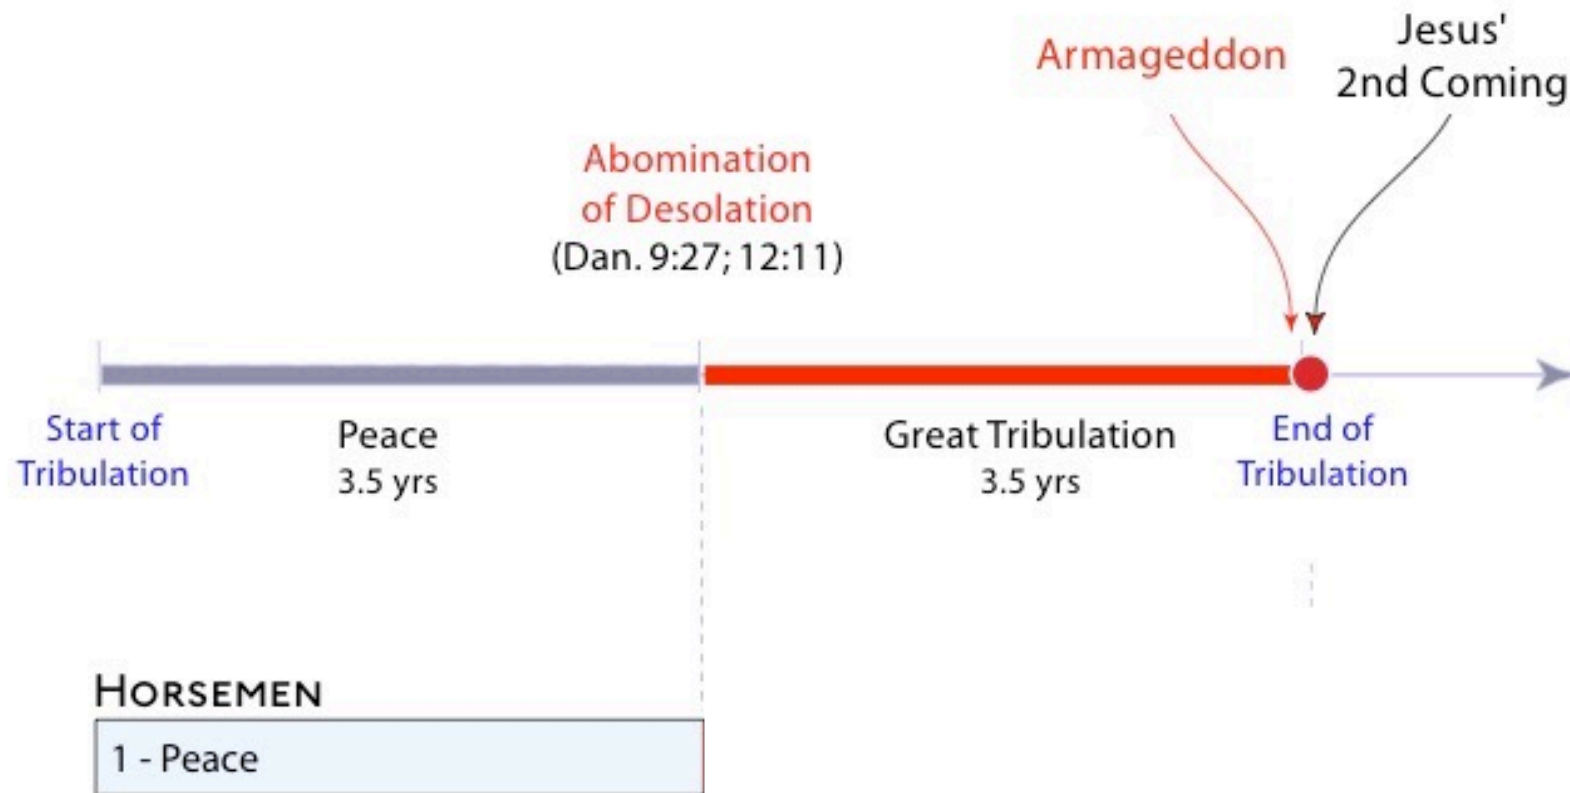 Armageddon
Jesus'
2nd Coming
Abomination
of Desolation
(Dan. 9:27; 12:11)
Start of
Tribulation
Peace
3.5 yrs
Great Tribulation
3.5 yrs
End of
Tribulation
HORSEMEN
1 - Peace